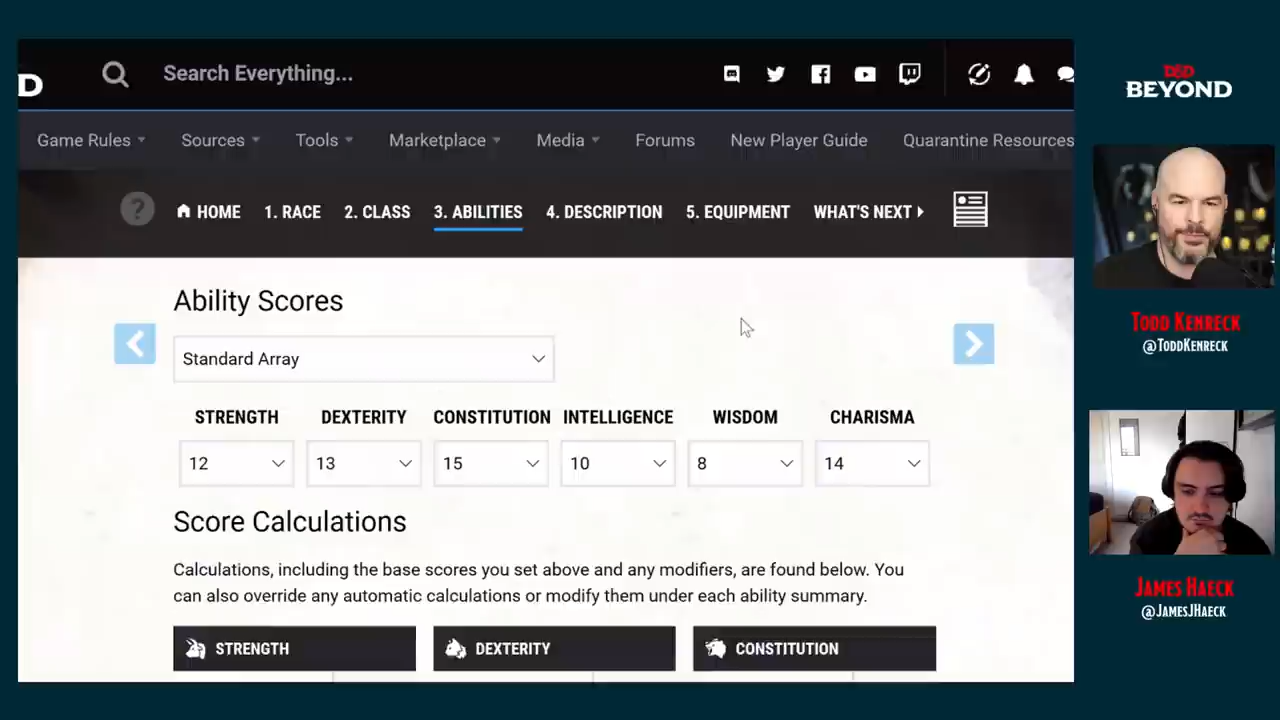 D
Search Everything...
Game Rules Sources Tools Marketplace Media Forums New Player Guide Quarantine Resources
? HOME 1. RACE 2. CLASS 3. ABILITIES 4. DESCRIPTION 5. EQUIPMENT WHAT'S NEXT
Ability Scores
Standard Array
STRENGTH DEXTERITY CONSTITUTION INTELLIGENCE WISDOM CHARISMA
12 13 15 10 8 14
Score Calculations
Calculations, including the base scores you set above and any modifiers, are found below. You
can also override any automatic calculations or modify them under each ability summary.
STRENGTH DEXTERITY CONSTITUTION
D&D
BEYOND
TODD KENRECK
@TODDKENRECK
JAMES HAECK
@JAMESJHAECK